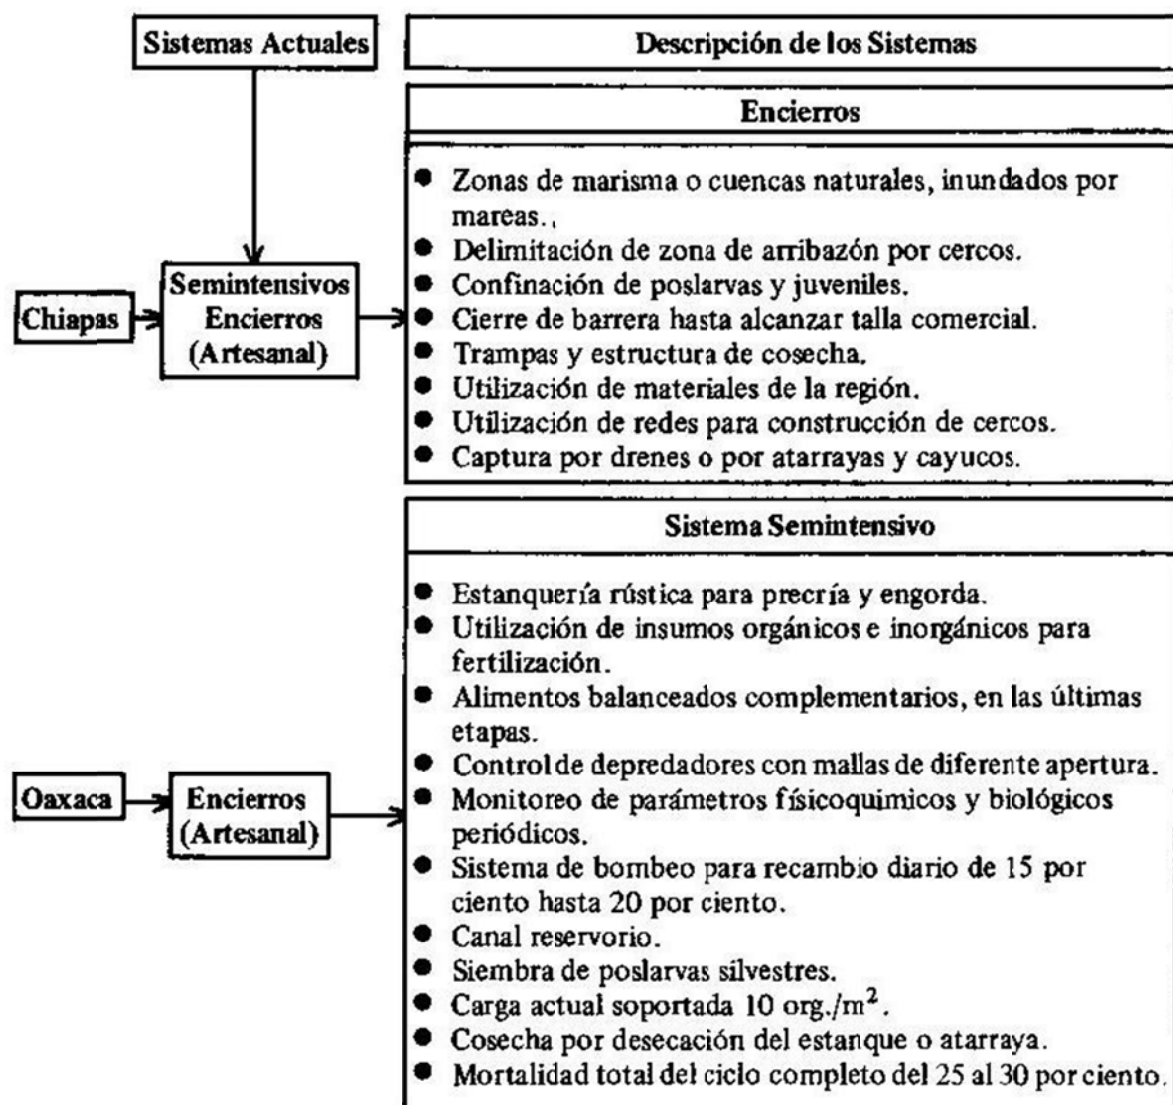 Sistemas Actuales
Descripción de los Sistemas
Encierros
● Zonas de marisma o cuencas naturales, inundados por
mareas..
● Delimitación de zona de arribazón por cercos.
● Confinación de poslarvas y juveniles.
● Cierre de barrera hasta alcanzar talla comercial.
● Trampas y estructura de cosecha.
● Utilización de materiales de la región.
● Utilización de redes para construcción de cercos.
● Captura por drenes o por atarrayas y cayucos.
Chiapas
Semintensivos
Encierros
(Artesanal)
Sistema Semintensivo
● Estanquería rústica para precría y engorda.
● Utilización de insumos orgánicos e inorgánicos para
fertilización.
● Alimentos balanceados complementarios, en las últimas
etapas.
● Control de depredadores con mallas de diferente apertura.
● Monitoreo de parámetros físicoquimicos y biológicos
periódicos.
● Sistema de bombeo para recambio diario de 15 por
ciento hasta 20 por ciento.
● Canal reservorio.
● Siembra de poslarvas silvestres.
● Carga actual soportada 10 org./m².
● Cosecha por desecación del estanque o atarraya.
● Mortalidad total del ciclo completo del 25 al 30 por ciento.
Oaxaca
Encierros
(Artesanal)